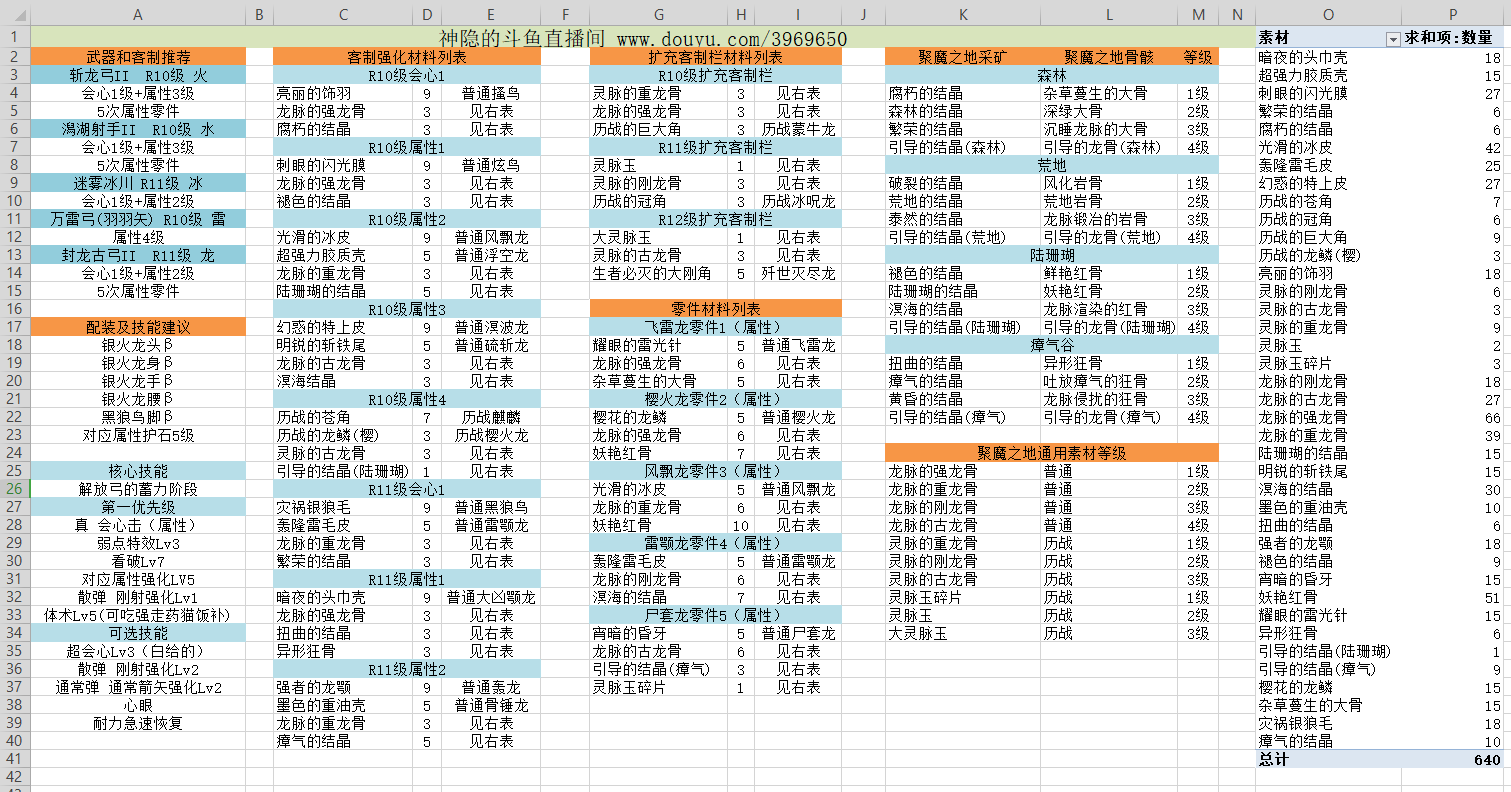 A B C D E F G H I J K L M N O P
1 神隐的斗鱼直播间 www.douyu.com/3969650 素材 求和项:数量
2 武器和客制推荐 客制强化材料列表 扩充客制栏材料列表 聚魔之地采矿 聚魔之地骨骸 等级 暗夜的头巾壳 18
3 斩龙弓II R10级 火 R10级会心1 R10级扩充客制栏 森林 超强力胶质壳 15
4 会心1级+属性3级 亮丽的饰羽 9 普通搔鸟 灵脉的重龙骨 3 见右表 腐朽的结晶 杂草蔓生的大骨 1级 刺眼的闪光膜 27
5 5次属性零件 龙脉的强龙骨 3 见右表 灵脉的重龙骨 3 见右表 森林的结晶 深绿大骨 2级 繁荣的结晶 6
6 潟湖射手II R10级 水 腐朽的结晶 3 见右表 历战的巨大角 3 历战蒙牛龙 繁荣的结晶 沉睡龙脉的大骨 3级 腐朽的结晶 6
7 会心1级+属性3级 R10级属性1 R11级扩充客制栏 引导的结晶(森林) 引导的龙骨(森林) 4级 光滑的冰皮 42
8 5次属性零件 刺眼的闪光膜 9 普通炫鸟 灵脉玉 1 见右表 荒地 轰隆雷毛皮 25
9 迷雾冰川 R11级 冰 龙脉的强龙骨 3 见右表 灵脉的刚龙骨 3 见右表 破裂的结晶 风化岩骨 1级 幻惑的特上皮 27
10 会心1级+属性2级 褪色的结晶 3 见右表 历战的冠角 3 历战冰呪龙 荒地的结晶 荒地岩骨 2级 历战的苍角 7
11 万雷弓(羽羽矢) R10级 雷 R10级属性2 R12级扩充客制栏 泰然的结晶 龙脉锻冶的岩骨 3级 历战的冠角 6
12 属性4级 光滑的冰皮 9 普通风飘龙 大灵脉玉 1 见右表 引导的结晶(荒地) 引导的龙骨(荒地) 4级 历战的巨大角 9
13 封龙古弓II R11级 龙 超强力胶质壳 5 普通浮空龙 灵脉的古龙骨 3 见右表 陆珊瑚 历战的龙鳞(樱) 3
14 会心1级+属性2级 龙脉的重龙骨 3 见右表 生者必灭的大刚角 5 歼世灭尽龙 褪色的结晶 鲜艳红骨 1级 亮丽的饰羽 18
15 5次属性零件 陆珊瑚的结晶 5 见右表 陆珊瑚的结晶 妖艳红骨 2级 灵脉的刚龙骨 6
16 R10级属性3 零件材料列表 溟海的结晶 龙脉渲染的红骨 3级 灵脉的古龙骨 3
17 配装及技能建议 幻惑的特上皮 9 普通溟波龙 飞雷龙零件1（属性） 引导的结晶(陆珊瑚) 引导的龙骨(陆珊瑚) 4级 灵脉的重龙骨 9
18 银火龙头β 明锐的斩铁尾 5 普通硫斩龙 耀眼的雷光针 5 普通飞雷龙 瘴气谷 灵脉玉 2
19 银火龙身β 龙脉的古龙骨 3 见右表 龙脉的强龙骨 6 见右表 扭曲的结晶 异形狂骨 1级 灵脉玉碎片 3
20 银火龙手β 溟海结晶 3 见右表 杂草蔓生的大骨 5 见右表 瘴气的结晶 吐放瘴气的狂骨 2级 龙脉的刚龙骨 18
21 银火龙腰β R10级属性4 樱火龙零件2（属性） 黄昏的结晶 龙脉侵扰的狂骨 3级 龙脉的古龙骨 27
22 黑狼鸟脚β 历战的苍角 7 历战麒麟 樱花的龙鳞 5 普通樱火龙 引导的结晶(瘴气) 引导的龙骨(瘴气) 4级 龙脉的强龙骨 66
23 对应属性护石5级 历战的龙鳞(樱) 3 历战樱火龙 龙脉的强龙骨 6 见右表 龙脉的重龙骨 39
24 灵脉的古龙骨 3 见右表 妖艳红骨 7 见右表 聚魔之地通用素材等级 陆珊瑚的结晶 15
25 核心技能 引导的结晶(陆珊瑚) 1 见右表 风飘龙零件3（属性） 龙脉的强龙骨 普通 1级 明锐的斩铁尾 15
26 解放弓的蓄力阶段 R11级会心1 光滑的冰皮 5 普通风飘龙 龙脉的重龙骨 普通 2级 溟海的结晶 30
27 第一优先级 灾祸银狼毛 9 普通黑狼鸟 龙脉的重龙骨 6 见右表 龙脉的刚龙骨 普通 3级 墨色的重油壳 10
28 真 会心击（属性） 轰隆雷毛皮 5 普通雷颚龙 妖艳红骨 10 见右表 龙脉的古龙骨 普通 4级 扭曲的结晶 6
29 弱点特效Lv3 龙脉的重龙骨 3 见右表 雷颚龙零件4（属性） 灵脉的重龙骨 历战 1级 强者的龙颚 18
30 看破Lv7 繁荣的结晶 3 见右表 轰隆雷毛皮 5 普通雷颚龙 灵脉的刚龙骨 历战 2级 褪色的结晶 9
31 对应属性强化LV5 R11级属性1 龙脉的刚龙骨 6 见右表 灵脉的古龙骨 历战 3级 宵暗的昏牙 15
32 散弹 刚射强化Lv1 暗夜的头巾壳 9 普通大凶颚龙 溟海的结晶 7 见右表 灵脉玉碎片 历战 1级 妖艳红骨 51
33 体术Lv5(可吃强走药猫饭补) 龙脉的强龙骨 3 见右表 尸套龙零件5（属性） 灵脉玉 历战 2级 耀眼的雷光针 15
34 可选技能 扭曲的结晶 3 见右表 宵暗的昏牙 5 普通尸套龙 大灵脉玉 历战 3级 异形狂骨 6
35 超会心Lv3（白给的） 异形狂骨 3 见右表 龙脉的古龙骨 6 见右表 引导的结晶(陆珊瑚) 1
36 散弹 刚射强化Lv2 R11级属性2 引导的结晶(瘴气) 3 见右表 引导的结晶(瘴气) 9
37 通常弹 通常箭矢强化Lv2 强者的龙颚 9 普通轰龙 灵脉玉碎片 1 见右表 樱花的龙鳞 15
38 心眼 墨色的重油壳 5 普通骨锤龙 杂草蔓生的大骨 15
39 耐力急速恢复 龙脉的重龙骨 3 见右表 灾祸银狼毛 18
40 瘴气的结晶 5 见右表 瘴气的结晶 10
41 总计 640
42